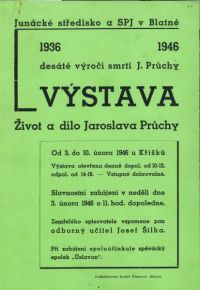 Junácké středisko a SPJ v Blatné
1936 1946
desáté výročí smrti J. Průchy
VÝSTAVA
Život a dílo Jaroslava Průchy
Od 3. do 10. února 1946 u Křížků
Výstava otevřena denně dopol. od 10-12.
odpol. od 14-18. — Vstupné dobrovolné.
Slavnostní zahájení v neděli dne
3. února 1946 o 11. hod. dopoledne.
Zemřelého spisovatele vzpomene pan
odborný učitel Josef Šilha.
Při zahájení spoluúčinkuje spěvácký
spolek „Úslavan".